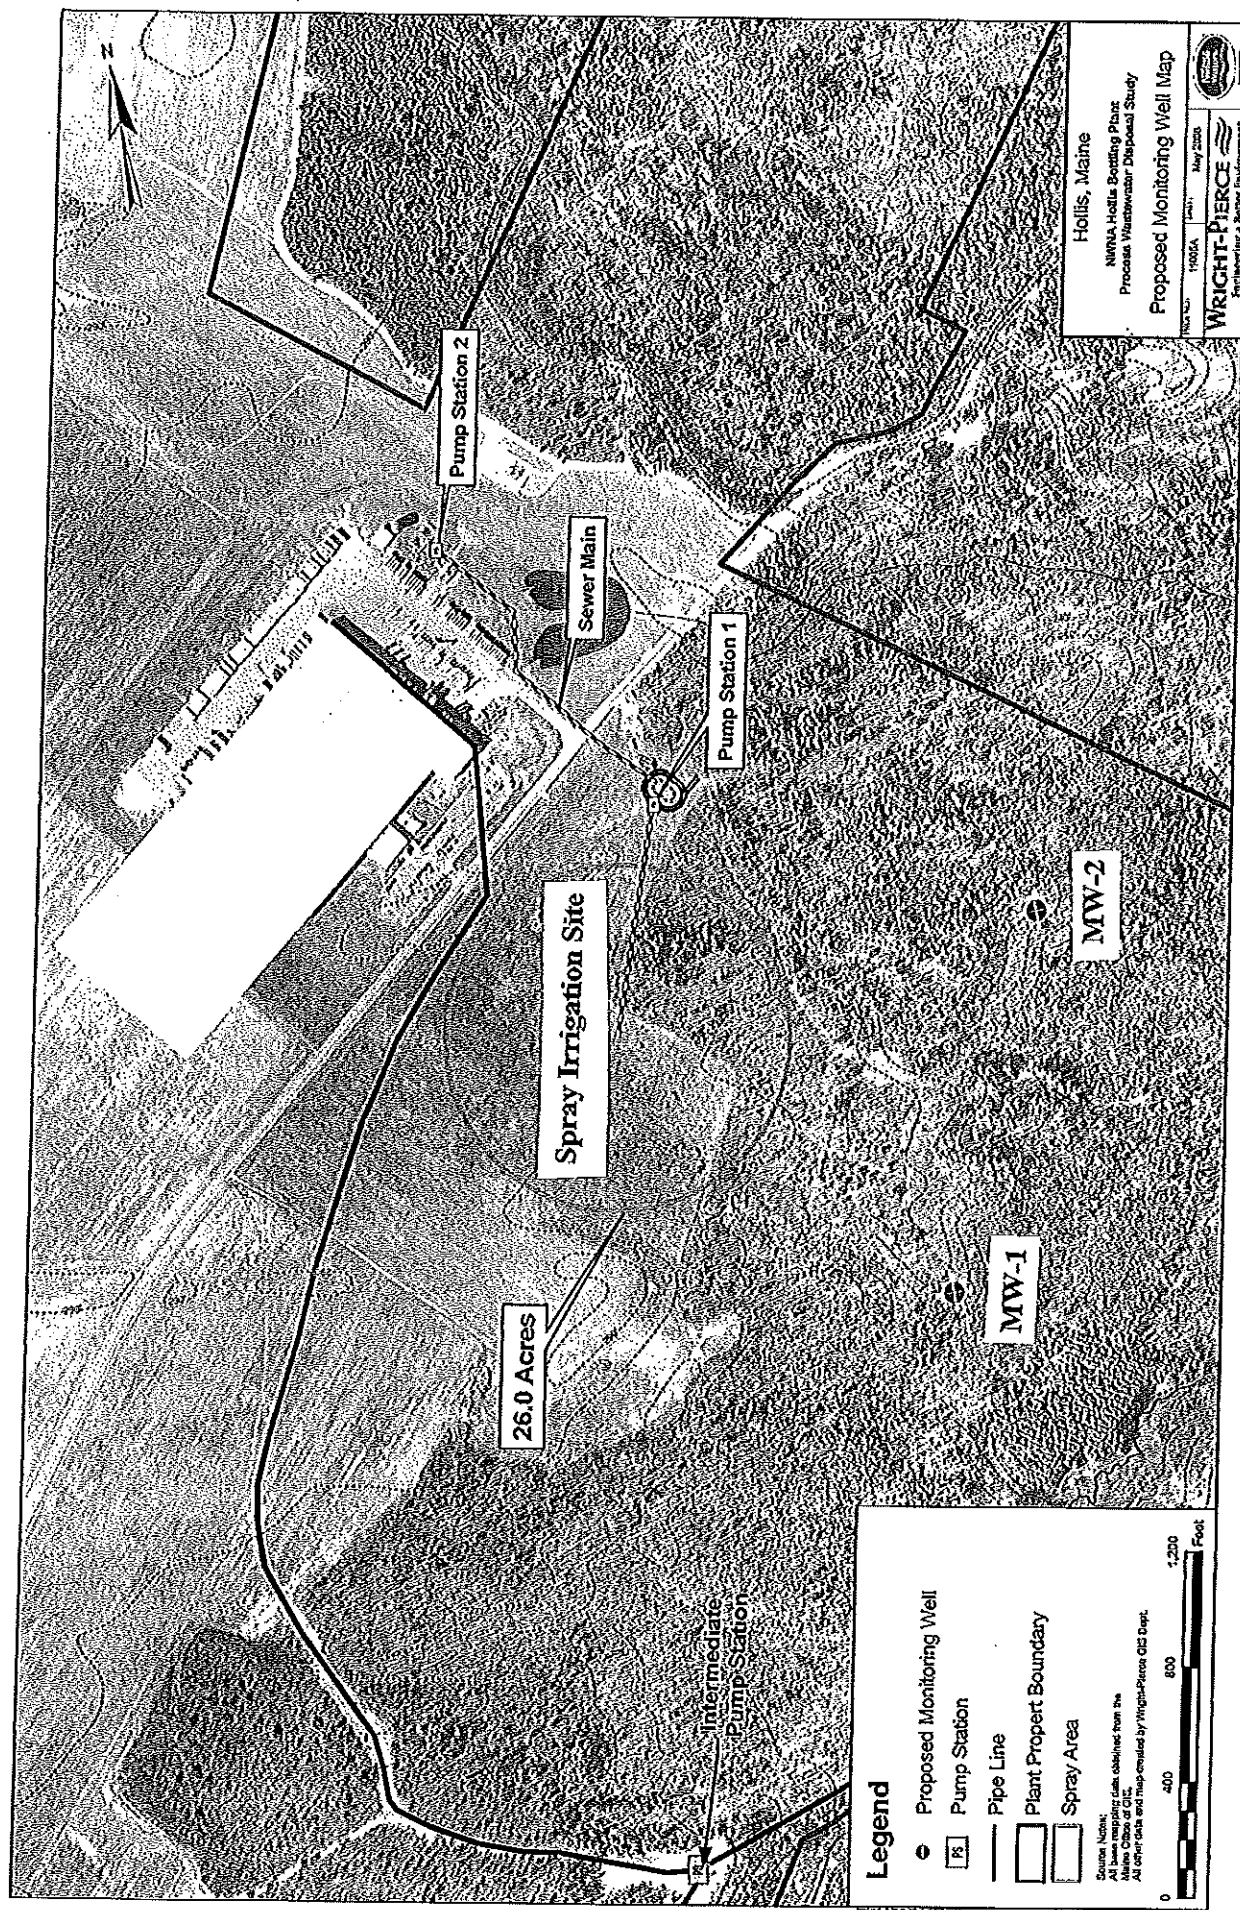 N
Pump Station 2
Sewer Main
Pump Station 1
Spray Irrigation Site
26.0 Acres
MW-2
MW-1
Intermediate
Pump Station
PS
Legend
Proposed Monitoring Well
PS
Pump Station
Pipe Line
Plant Propert Boundary
Spray Area
Source Notes:
All base mapping data obtained from the
Maine Office of GIS.
All other data and map created by Wright-Pierce GIS Dept.
0
400
800
1,200
Feet
Hollis, Maine
NWNA Hollis Bottling Plant
Process Wastewater Disposal Study
Proposed Monitoring Well Map
WRIGHT-PIERCE
Engineering a Better Environment